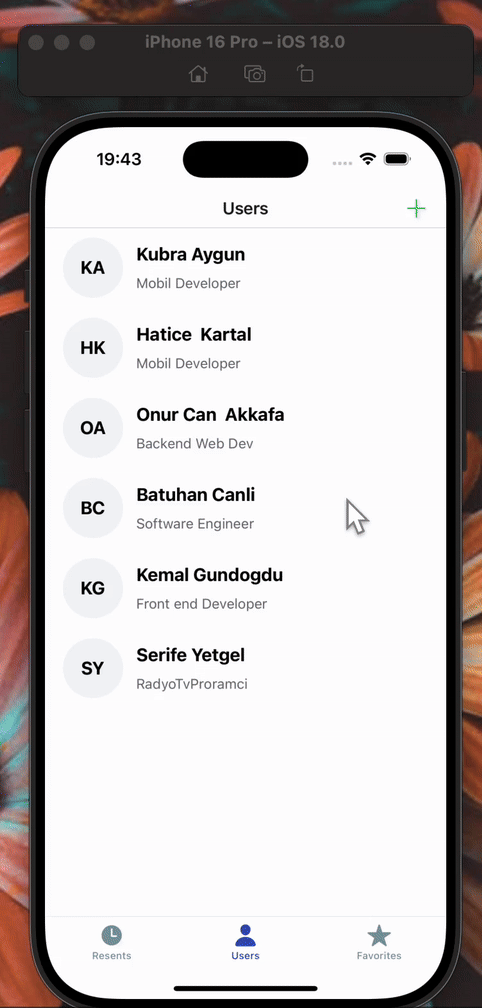 iPhone 16 Pro – iOS 18.0
19:43
Users
KA
Kubra Aygun
Mobil Developer
HK
Hatice  Kartal
Mobil Developer
OA
Onur Can  Akkafa
Backend Web Dev
BC
Batuhan Canli
Software Engineer
KG
Kemal Gundogdu
Front end Developer
SY
Serife Yetgel
RadyoTvProramci
Resents
Users
Favorites